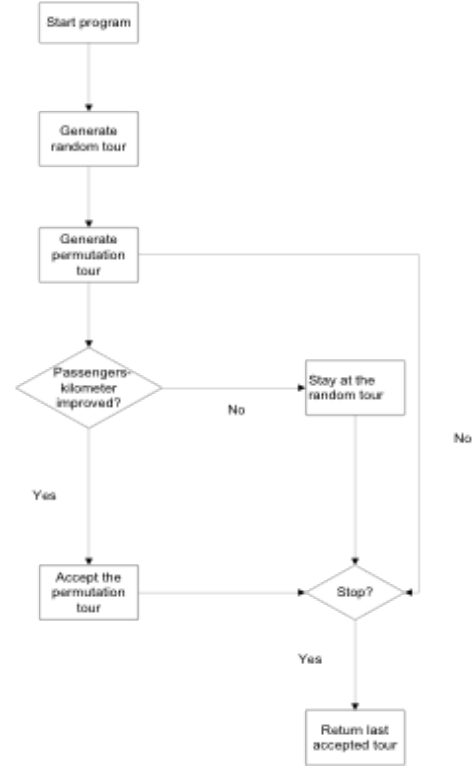 Start program
Generate
random tour
Generate
permutation
tour
Passengers-
kilometer
improved?
Stay at the
random tour
No
No
Yes
Accept the
permutation
tour
Stop?
Yes
Return last
accepted tour